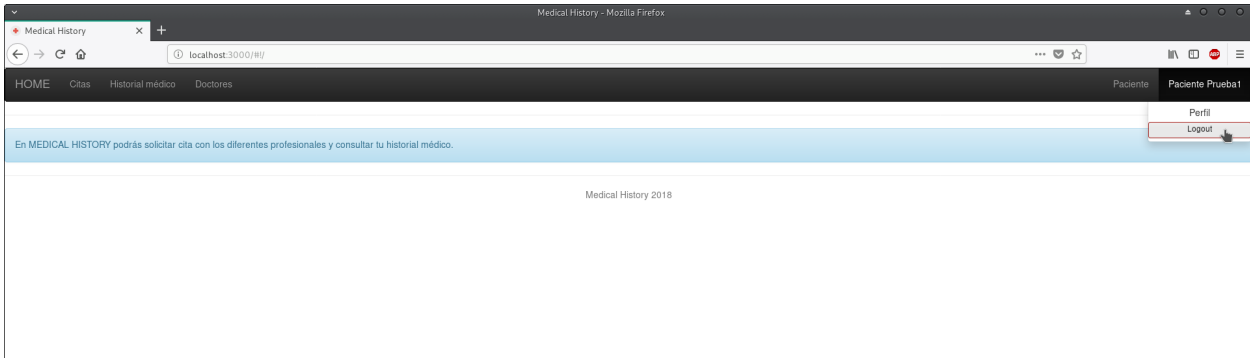 Medical History - Mozilla Firefox
Medical History
localhost:3000/#!/
ABP
HOME Citas Historial médico Doctores Paciente Paciente Prueba1
Perfil
Logout
En MEDICAL HISTORY podrás solicitar cita con los diferentes profesionales y consultar tu historial médico.
Medical History 2018